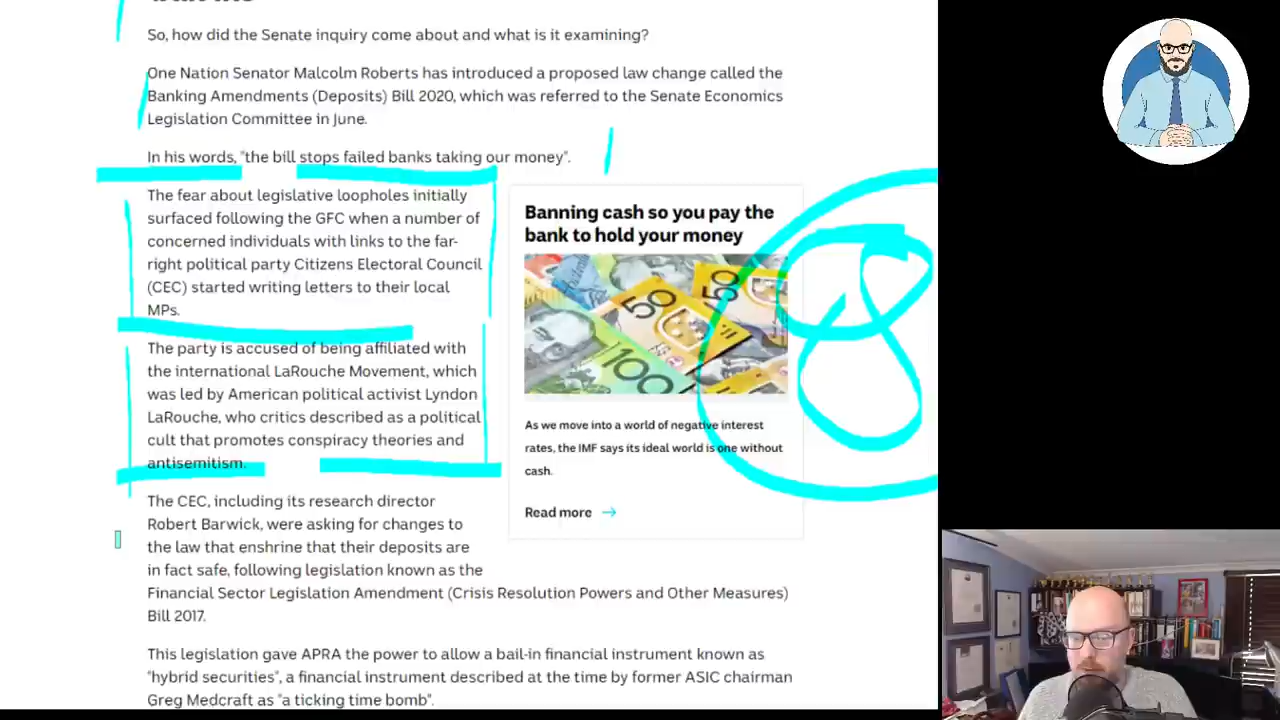 So, how did the Senate inquiry come about and what is it examining?
One Nation Senator Malcolm Roberts has introduced a proposed law change called the
Banking Amendments (Deposits) Bill 2020, which was referred to the Senate Economics
Legislation Committee in June.
In his words, "the bill stops failed banks taking our money".
The fear about legislative loopholes initially
surfaced following the GFC when a number of
concerned individuals with links to the far-
right political party Citizens Electoral Council
(CEC) started writing letters to their local
MPs.
The party is accused of being affiliated with
the international LaRouche Movement, which
was led by American political activist Lyndon
LaRouche, who critics described as a political
cult that promotes conspiracy theories and
antisemitism.
Banning cash so you pay the
bank to hold your money
50
50
100
8
As we move into a world of negative interest
rates, the IMF says its ideal world is one without
cash.
Read more →
The CEC, including its research director
Robert Barwick, were asking for changes to
the law that enshrine that their deposits are
in fact safe, following legislation known as the
Financial Sector Legislation Amendment (Crisis Resolution Powers and Other Measures)
Bill 2017.
This legislation gave APRA the power to allow a bail-in financial instrument known as
"hybrid securities", a financial instrument described at the time by former ASIC chairman
Greg Medcraft as "a ticking time bomb".